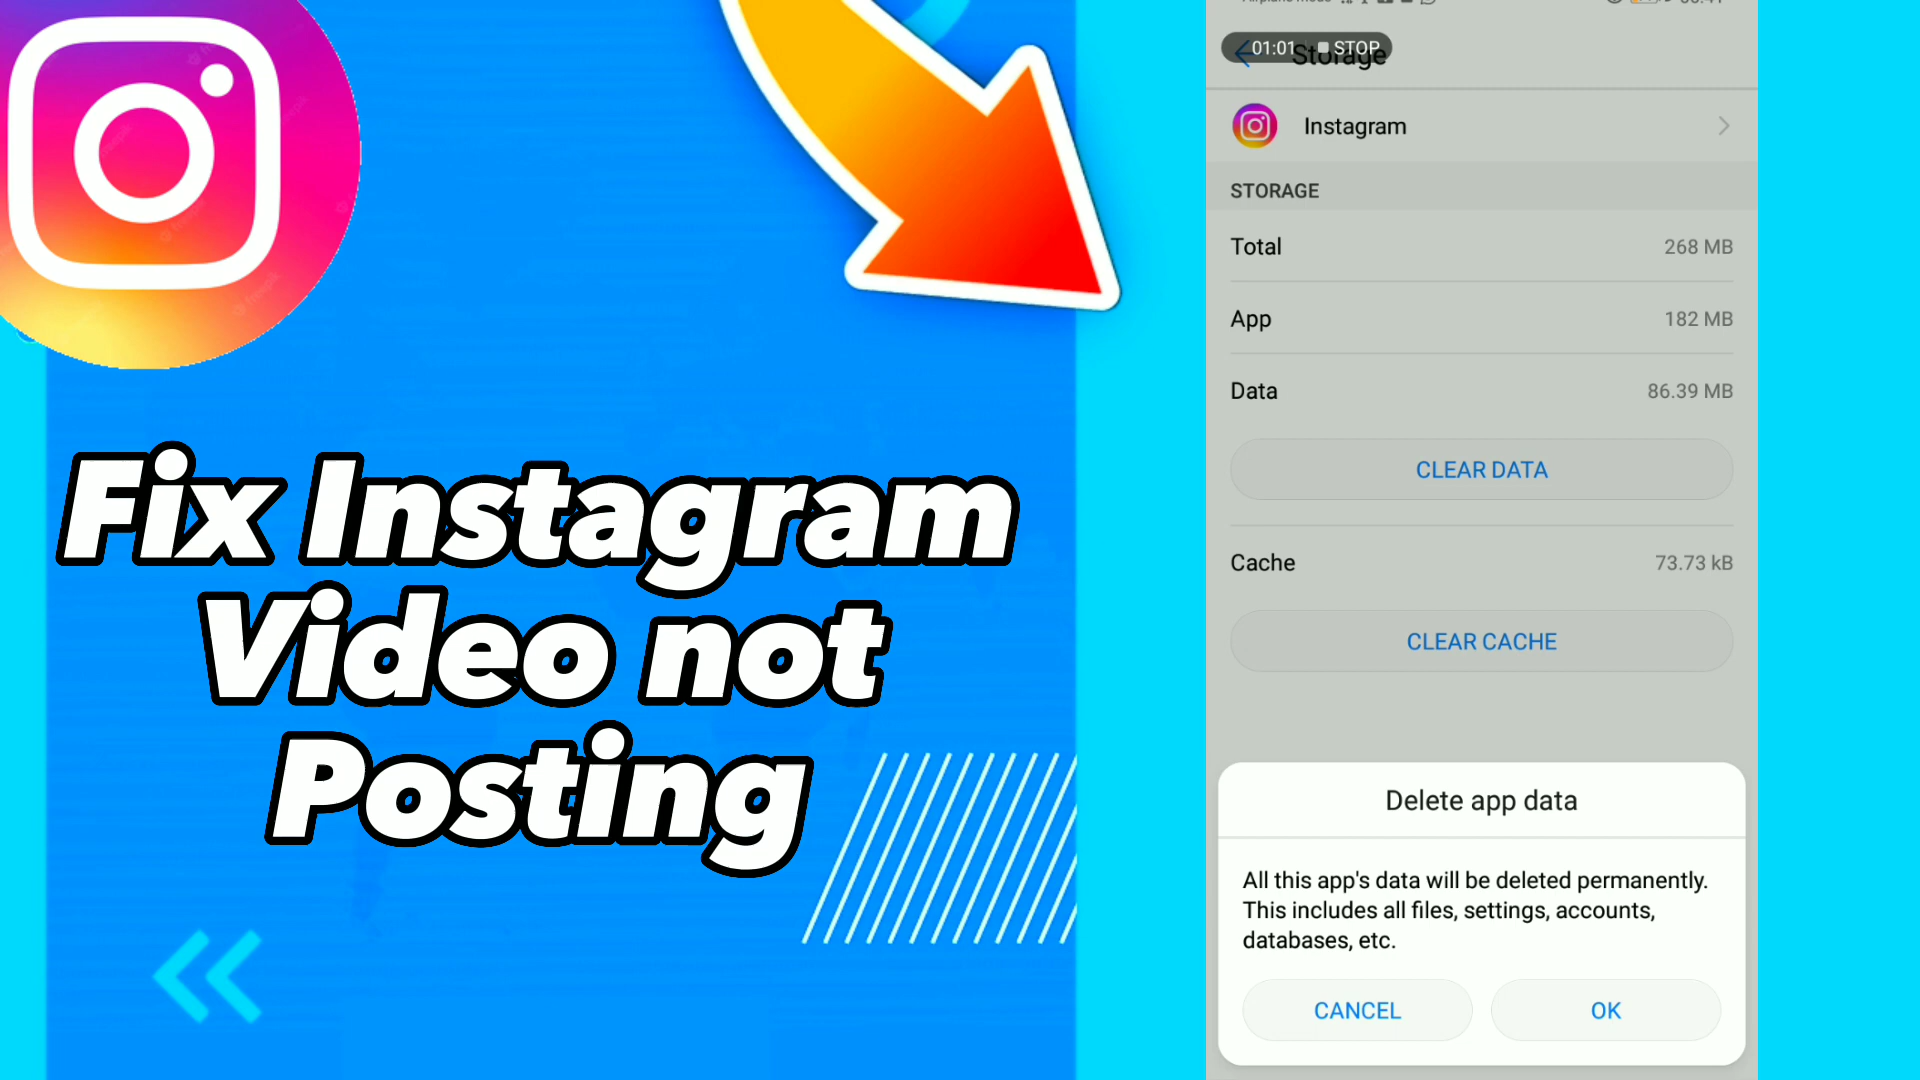 Fix Instagram
Video not
Posting
01:01 STOP
Storage
Instagram
STORAGE
Total 268 MB
App 182 MB
Data 86.39 MB
CLEAR DATA
Cache 73.73 kB
CLEAR CACHE
Delete app data
All this app's data will be deleted permanently.
This includes all files, settings, accounts,
databases, etc.
CANCEL OK